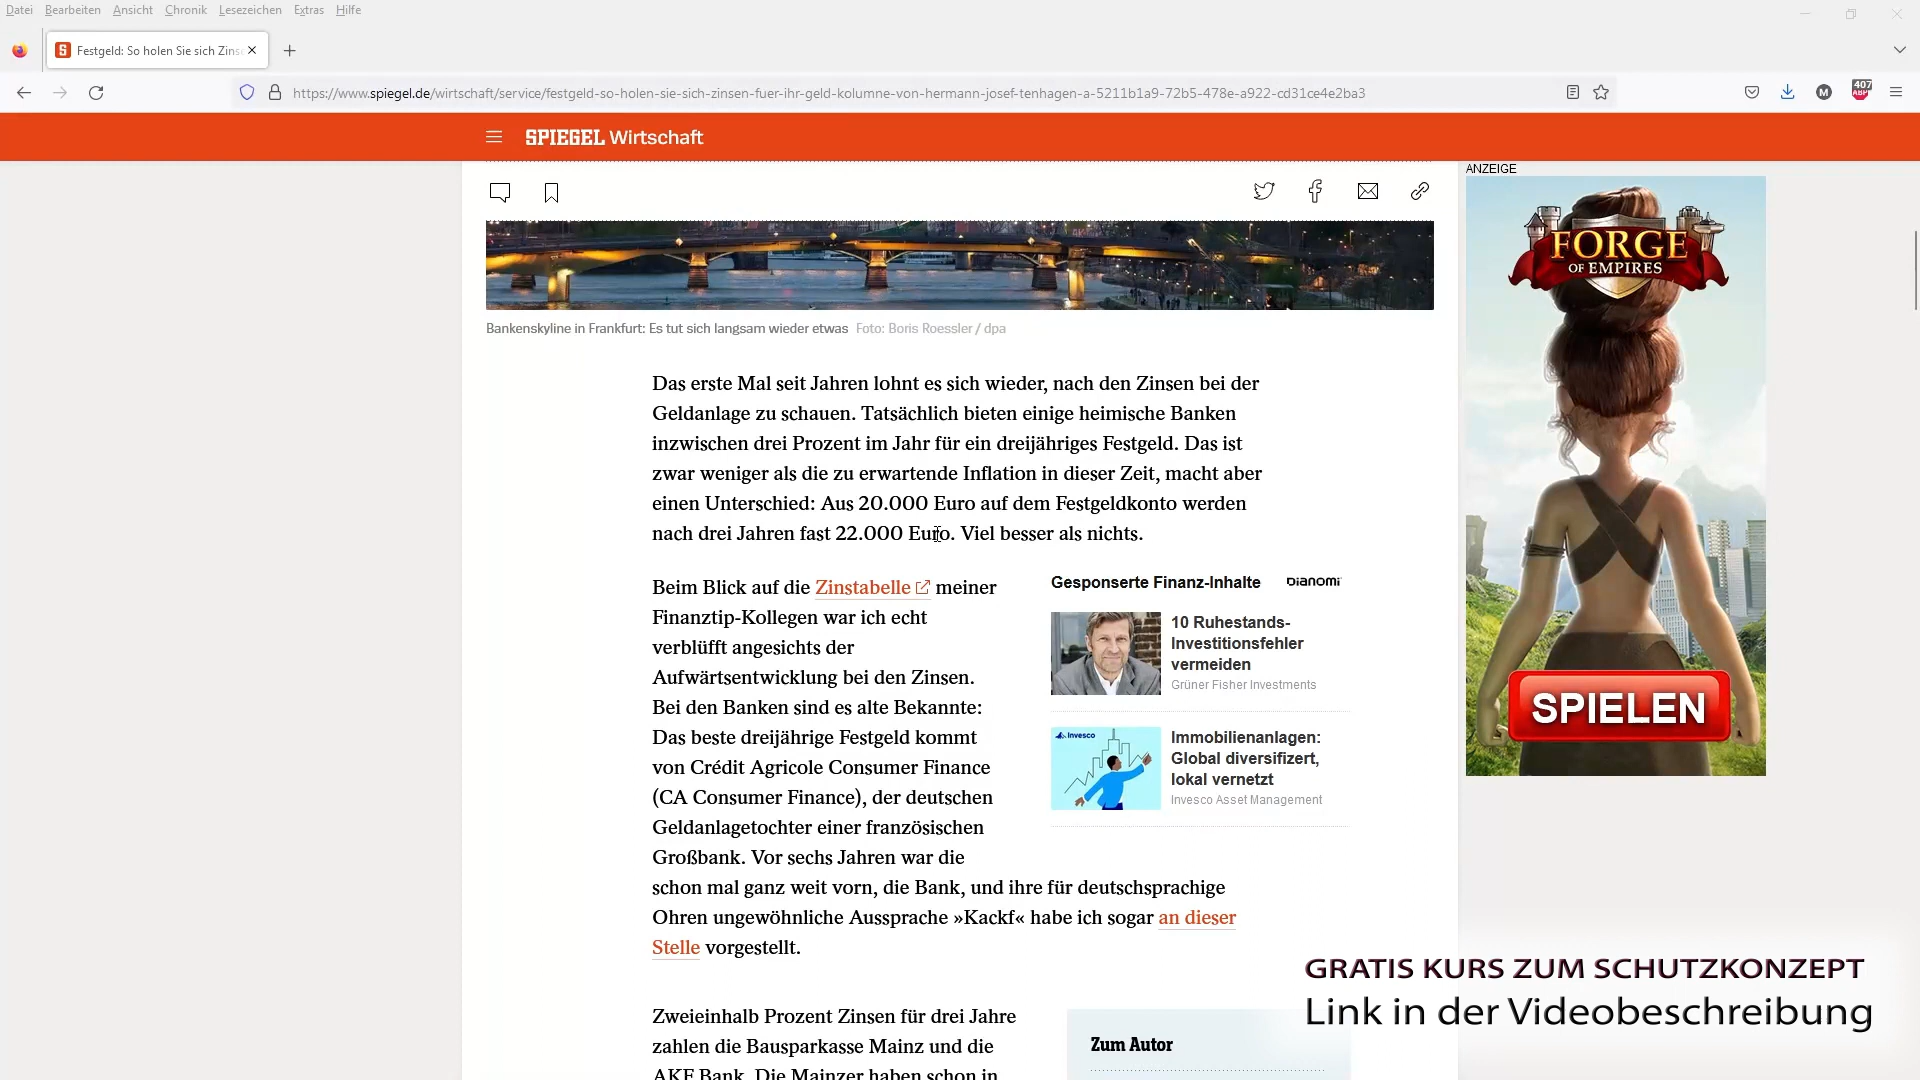 Datei Bearbeiten Ansicht Chronik Lesezeichen Extras Hilfe
Festgeld: So holen Sie sich Zins
https://www.spiegel.de/wirtschaft/service/festgeld-so-holen-sie-sich-zinsen-fuer-ihr-geld-kolumne-von-hermann-josef-tenhagen-a-5211b1a9-72b5-478e-a922-cd31ce4e2ba3
M
407
ABP
SPIEGEL Wirtschaft
ANZEIGE
FORGE
OF EMPIRES
SPIELEN
Bankenskyline in Frankfurt: Es tut sich langsam wieder etwas Foto: Boris Roessler / dpa
Das erste Mal seit Jahren lohnt es sich wieder, nach den Zinsen bei der
Geldanlage zu schauen. Tatsächlich bieten einige heimische Banken
inzwischen drei Prozent im Jahr für ein dreijähriges Festgeld. Das ist
zwar weniger als die zu erwartende Inflation in dieser Zeit, macht aber
einen Unterschied: Aus 20.000 Euro auf dem Festgeldkonto werden
nach drei Jahren fast 22.000 Euro. Viel besser als nichts.
Beim Blick auf die Zinstabelle meiner
Finanztip-Kollegen war ich echt
verblüfft angesichts der
Aufwärtsentwicklung bei den Zinsen.
Bei den Banken sind es alte Bekannte:
Das beste dreijährige Festgeld kommt
von Crédit Agricole Consumer Finance
(CA Consumer Finance), der deutschen
Geldanlagetochter einer französischen
Großbank. Vor sechs Jahren war die
schon mal ganz weit vorn, die Bank, und ihre für deutschsprachige
Ohren ungewöhnliche Aussprache »Kackf« habe ich sogar an dieser
Stelle vorgestellt.
Gesponserte Finanz-Inhalte DIANOMI
10 Ruhestands-
Investitionsfehler
vermeiden
Grüner Fisher Investments
Invesco
Immobilienanlagen:
Global diversifizert,
lokal vernetzt
Invesco Asset Management
Zweieinhalb Prozent Zinsen für drei Jahre
zahlen die Bausparkasse Mainz und die
AKF Bank. Die Mainzer haben schon in
Zum Autor
GRATIS KURS ZUM SCHUTZKONZEPT
Link in der Videobeschreibung